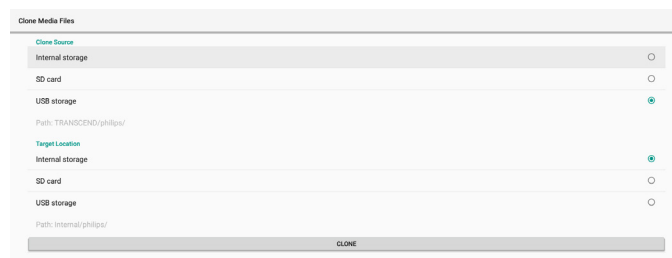 Clone Media Files
Clone Source
Internal storage
SD card
USB storage
Path: TRANSCEND/philips/
Target Location
Internal storage
SD card
USB storage
Path: Internal/philips/
CLONE